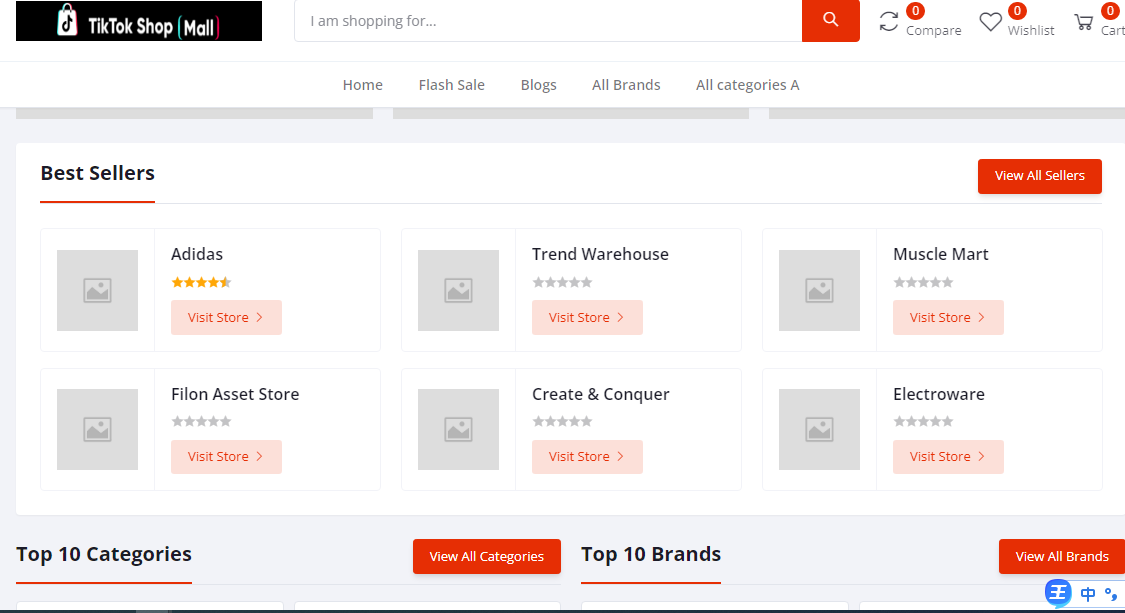 TikTok Shop (Mall)
I am shopping for...
0
Compare
0
Wishlist
0
Cart
Home
Flash Sale
Blogs
All Brands
All categories A
Best Sellers
View All Sellers
Adidas
Visit Store
Trend Warehouse
Visit Store
Muscle Mart
Visit Store
Filon Asset Store
Visit Store
Create & Conquer
Visit Store
Electroware
Visit Store
Top 10 Categories
View All Categories
Top 10 Brands
View All Brands
王 中 °,